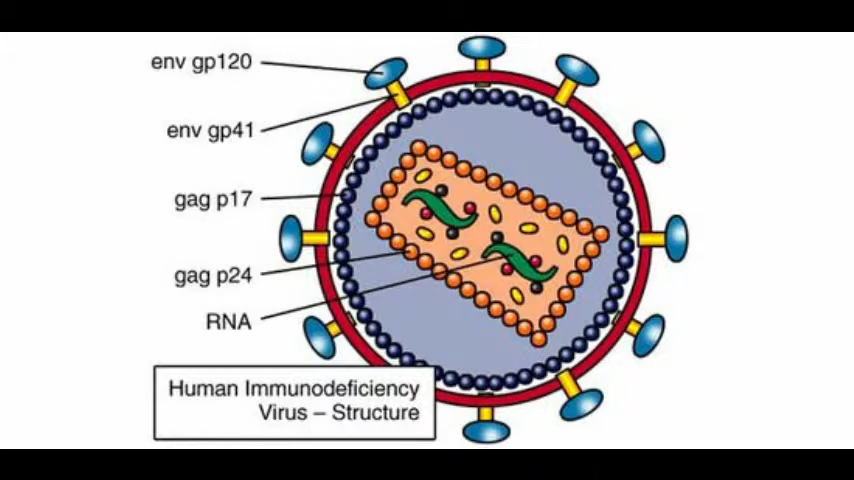 env gp120
env gp41
gag p17
gag p24
RNA
Human Immunodeficiency
Virus – Structure